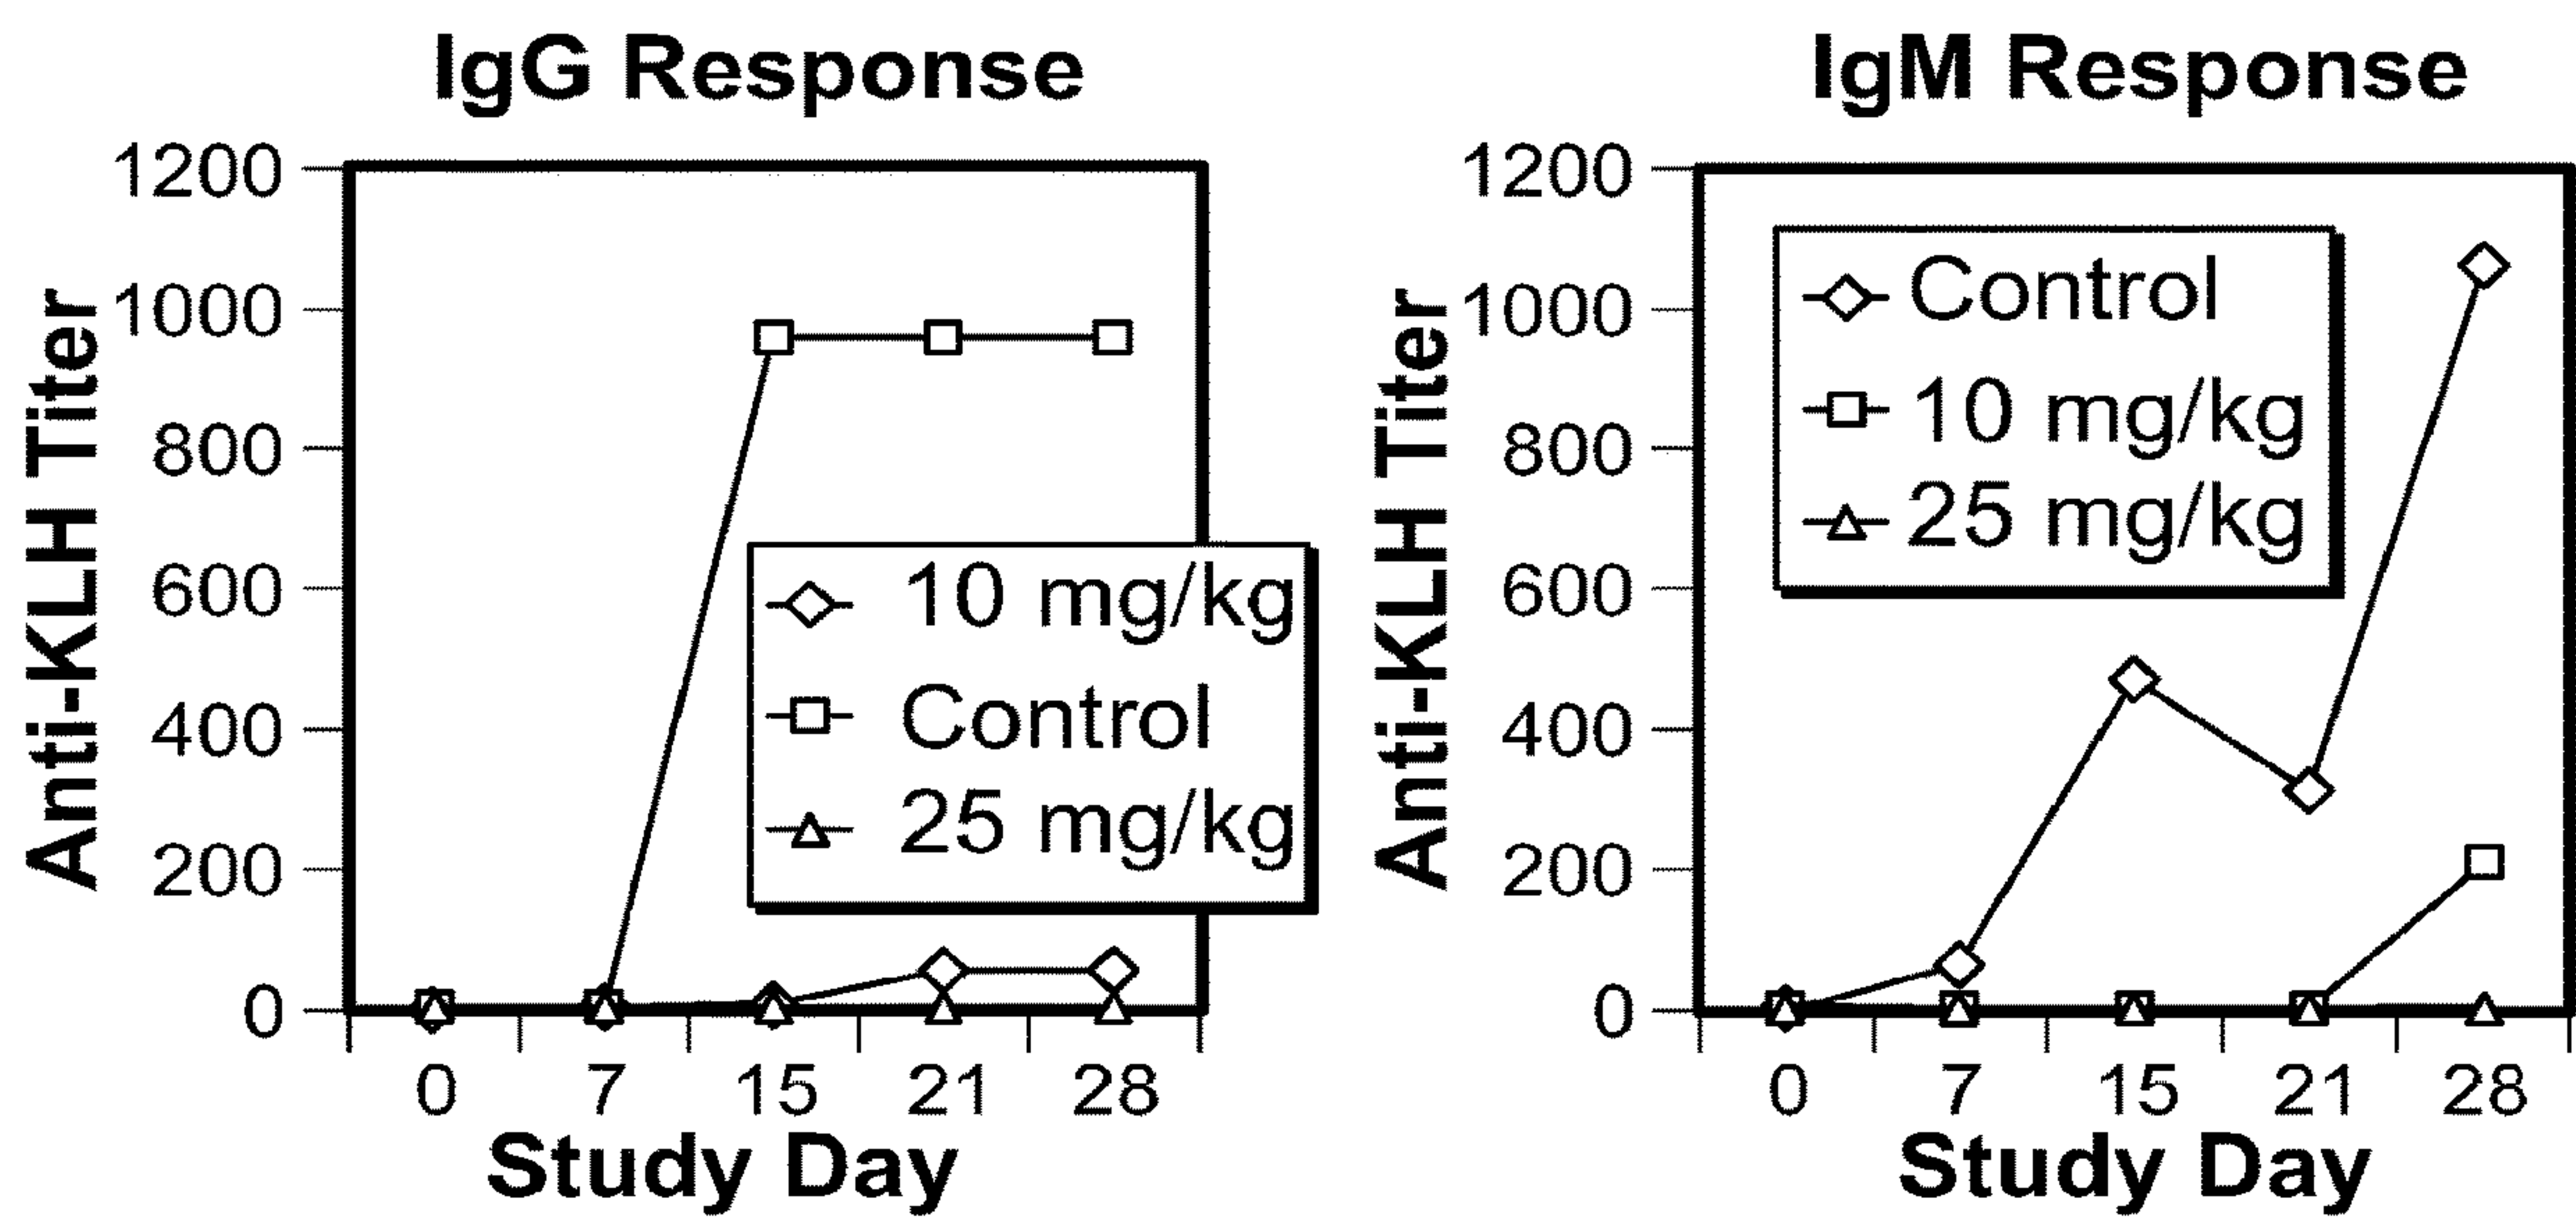 IgG Response
Anti-KLH Titer
1200
1000
800
600
400
200
0
10 mg/kg
Control
25 mg/kg
0 7 15 21 28
Study Day
IgM Response
Anti-KLH Titer
1200
1000
800
600
400
200
0
Control
10 mg/kg
25 mg/kg
0 7 15 21 28
Study Day